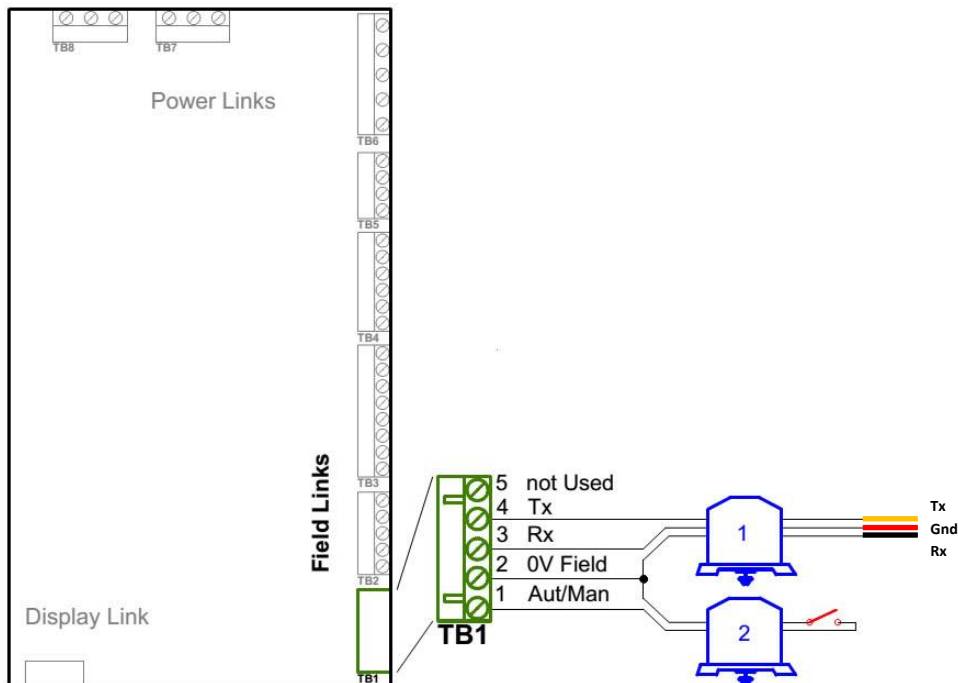 TB8 TB7
Power Links
TB6
TB5
TB4
TB3
Field Links
TB2
Display Link
TB1
5 not Used
4 Tx
3 Rx
2 0V Field
1 Aut/Man
TB1
1
2
Tx
Gnd
Rx